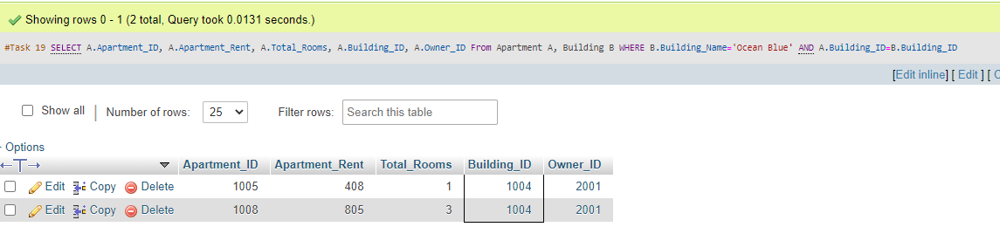 Showing rows 0 - 1 (2 total, Query took 0.0131 seconds.)
#Task 19 SELECT A.Apartment_ID, A.Apartment_Rent, A.Total_Rooms, A.Building_ID, A.Owner_ID From Apartment A, Building B WHERE B.Building_Name='Ocean Blue' AND A.Building_ID=B.Building_ID
[Edit inline] [ Edit ] [
Show all Number of rows: 25 Filter rows: Search this table
Options
Apartment_ID Apartment_Rent Total_Rooms Building_ID Owner_ID
Edit Copy Delete 1005 408 1 1004 2001
Edit Copy Delete 1008 805 3 1004 2001